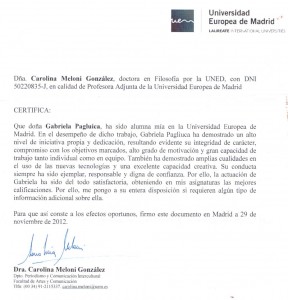 Universidad
Europea de Madrid
LAUREATE INTERNATIONAL UNIVERSITIES
uem
Dña. Carolina Meloni González, doctora en Filosofía por la UNED, con DNI
50220835-J, en calidad de Profesora Adjunta de la Universidad Europea de Madrid
CERTIFICA:
Que doña Gabriela Pagluica, ha sido alumna mía en la Universidad Europea de
Madrid. En el desempeño de dicho trabajo, Gabriela Pagliuca ha demostrado un alto
nivel de iniciativa propia y dedicación, resultando evidente su integridad de carácter,
compromiso con los objetivos marcados, alto grado de motivación y gran capacidad de
trabajo tanto individual como en equipo. También ha demostrado amplias cualidades en
el uso de las nuevas tecnologías y una excelente capacidad creativa. Su conducta
siempre ha sido ejemplar, responsable y digna de confianza. Por ello, la actuación de
Gabriela ha sido del todo satisfactoria, obteniendo en mis asignaturas las mejores
calificaciones. Por ello, me pongo a su entera disposición si requieren algún tipo de
información adicional sobre ella.
Para que así conste a los efectos oportunos, firmo este documento en Madrid a 29 de
noviembre de 2012.
Dra. Carolina Meloni González
Dpto. Periodismo y Comunicación Intercultural
Facultad de Artes y Comunicación